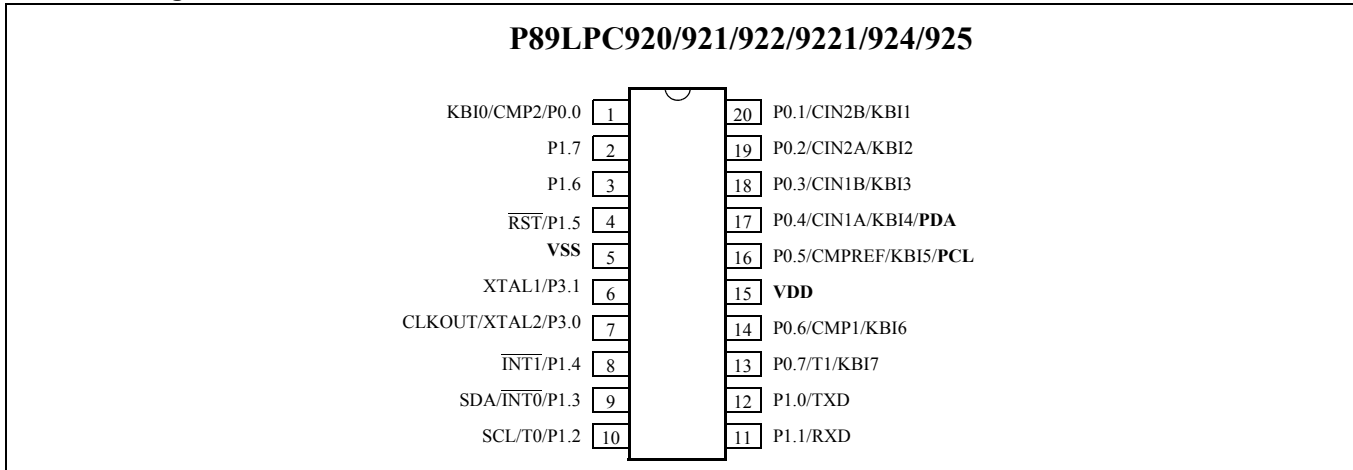 P89LPC920/921/922/9221/924/925
KBI0/CMP2/P0.0 1 20 P0.1/CIN2B/KBI1
P1.7 2 19 P0.2/CIN2A/KBI2
P1.6 3 18 P0.3/CIN1B/KBI3
RST/P1.5 4 17 P0.4/CIN1A/KBI4/PDA
VSS 5 16 P0.5/CMPREF/KBI5/PCL
XTAL1/P3.1 6 15 VDD
CLKOUT/XTAL2/P3.0 7 14 P0.6/CMP1/KBI6
INT1/P1.4 8 13 P0.7/T1/KBI7
SDA/INT0/P1.3 9 12 P1.0/TXD
SCL/T0/P1.2 10 11 P1.1/RXD